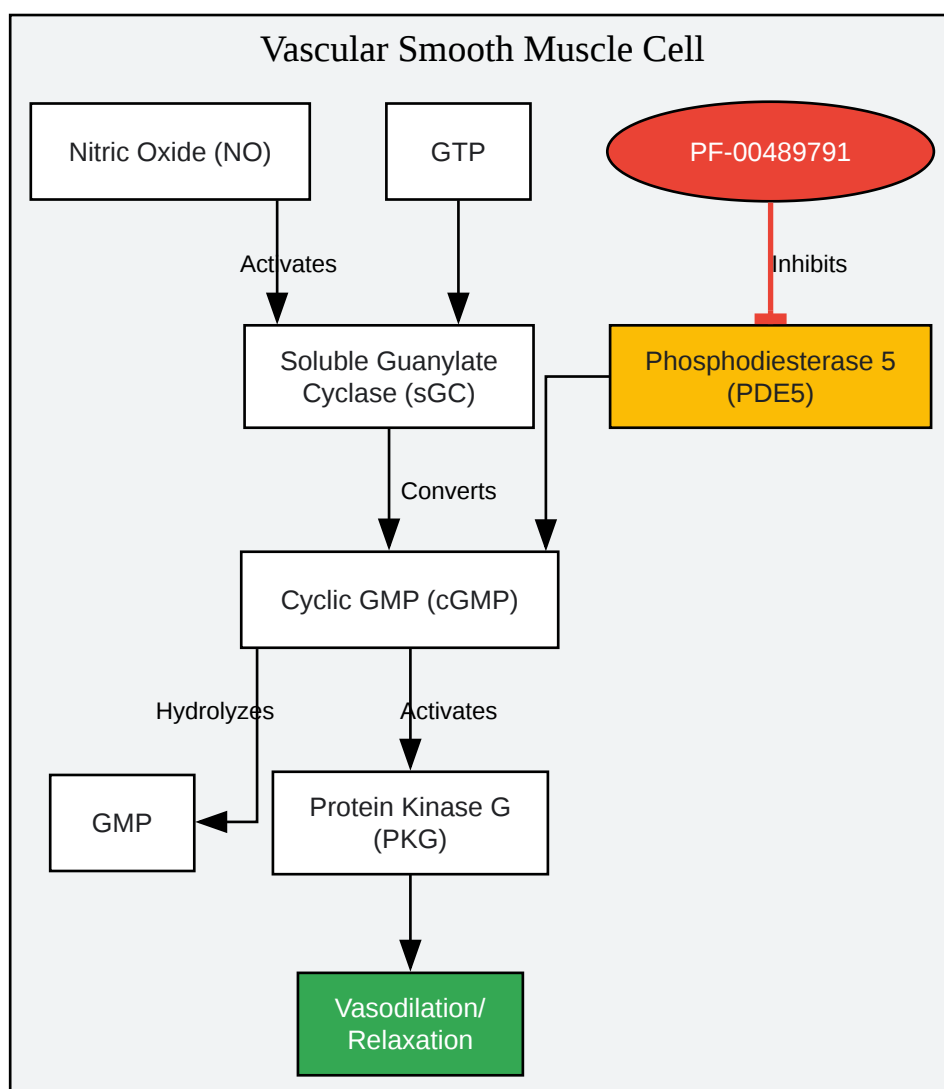 Vascular Smooth Muscle Cell
Nitric Oxide (NO)
GTP
PF-00489791
Activates
Inhibits
Soluble Guanylate
Cyclase (sGC)
Phosphodiesterase 5
(PDE5)
Converts
Cyclic GMP (cGMP)
Hydrolyzes
Activates
GMP
Protein Kinase G
(PKG)
Vasodilation/
Relaxation